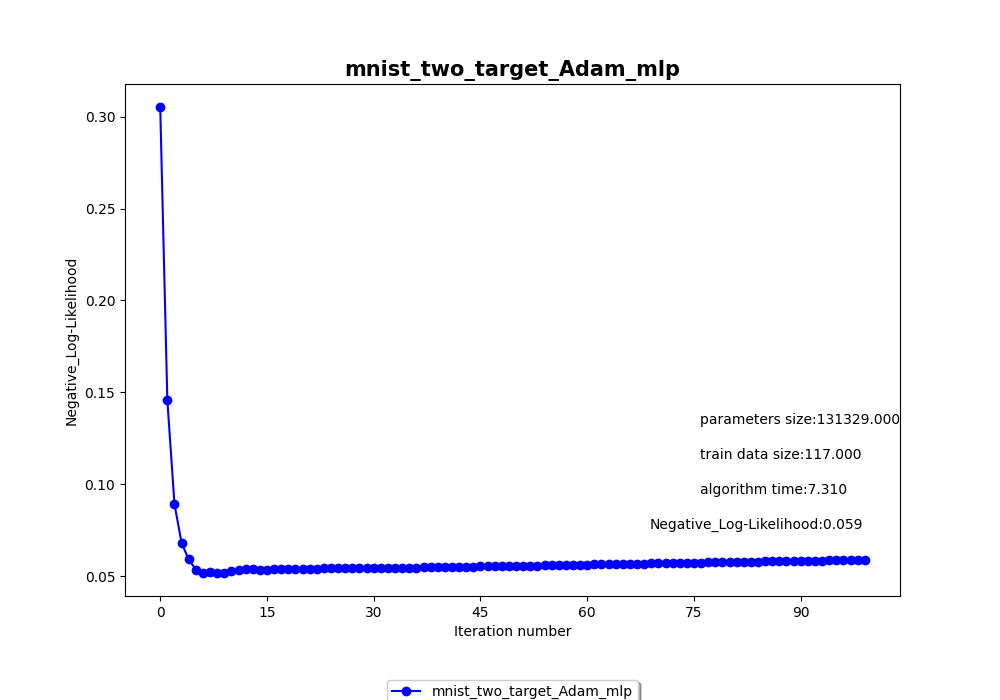 mnist_two_target_Adam_mlp
Negative_Log-Likelihood
0.30
0.25
0.20
0.15
0.10
0.05
parameters size:131329.000
train data size:117.000
algorithm time:7.310
Negative_Log-Likelihood:0.059
0 15 30 45 60 75 90
Iteration number
mnist_two_target_Adam_mlp